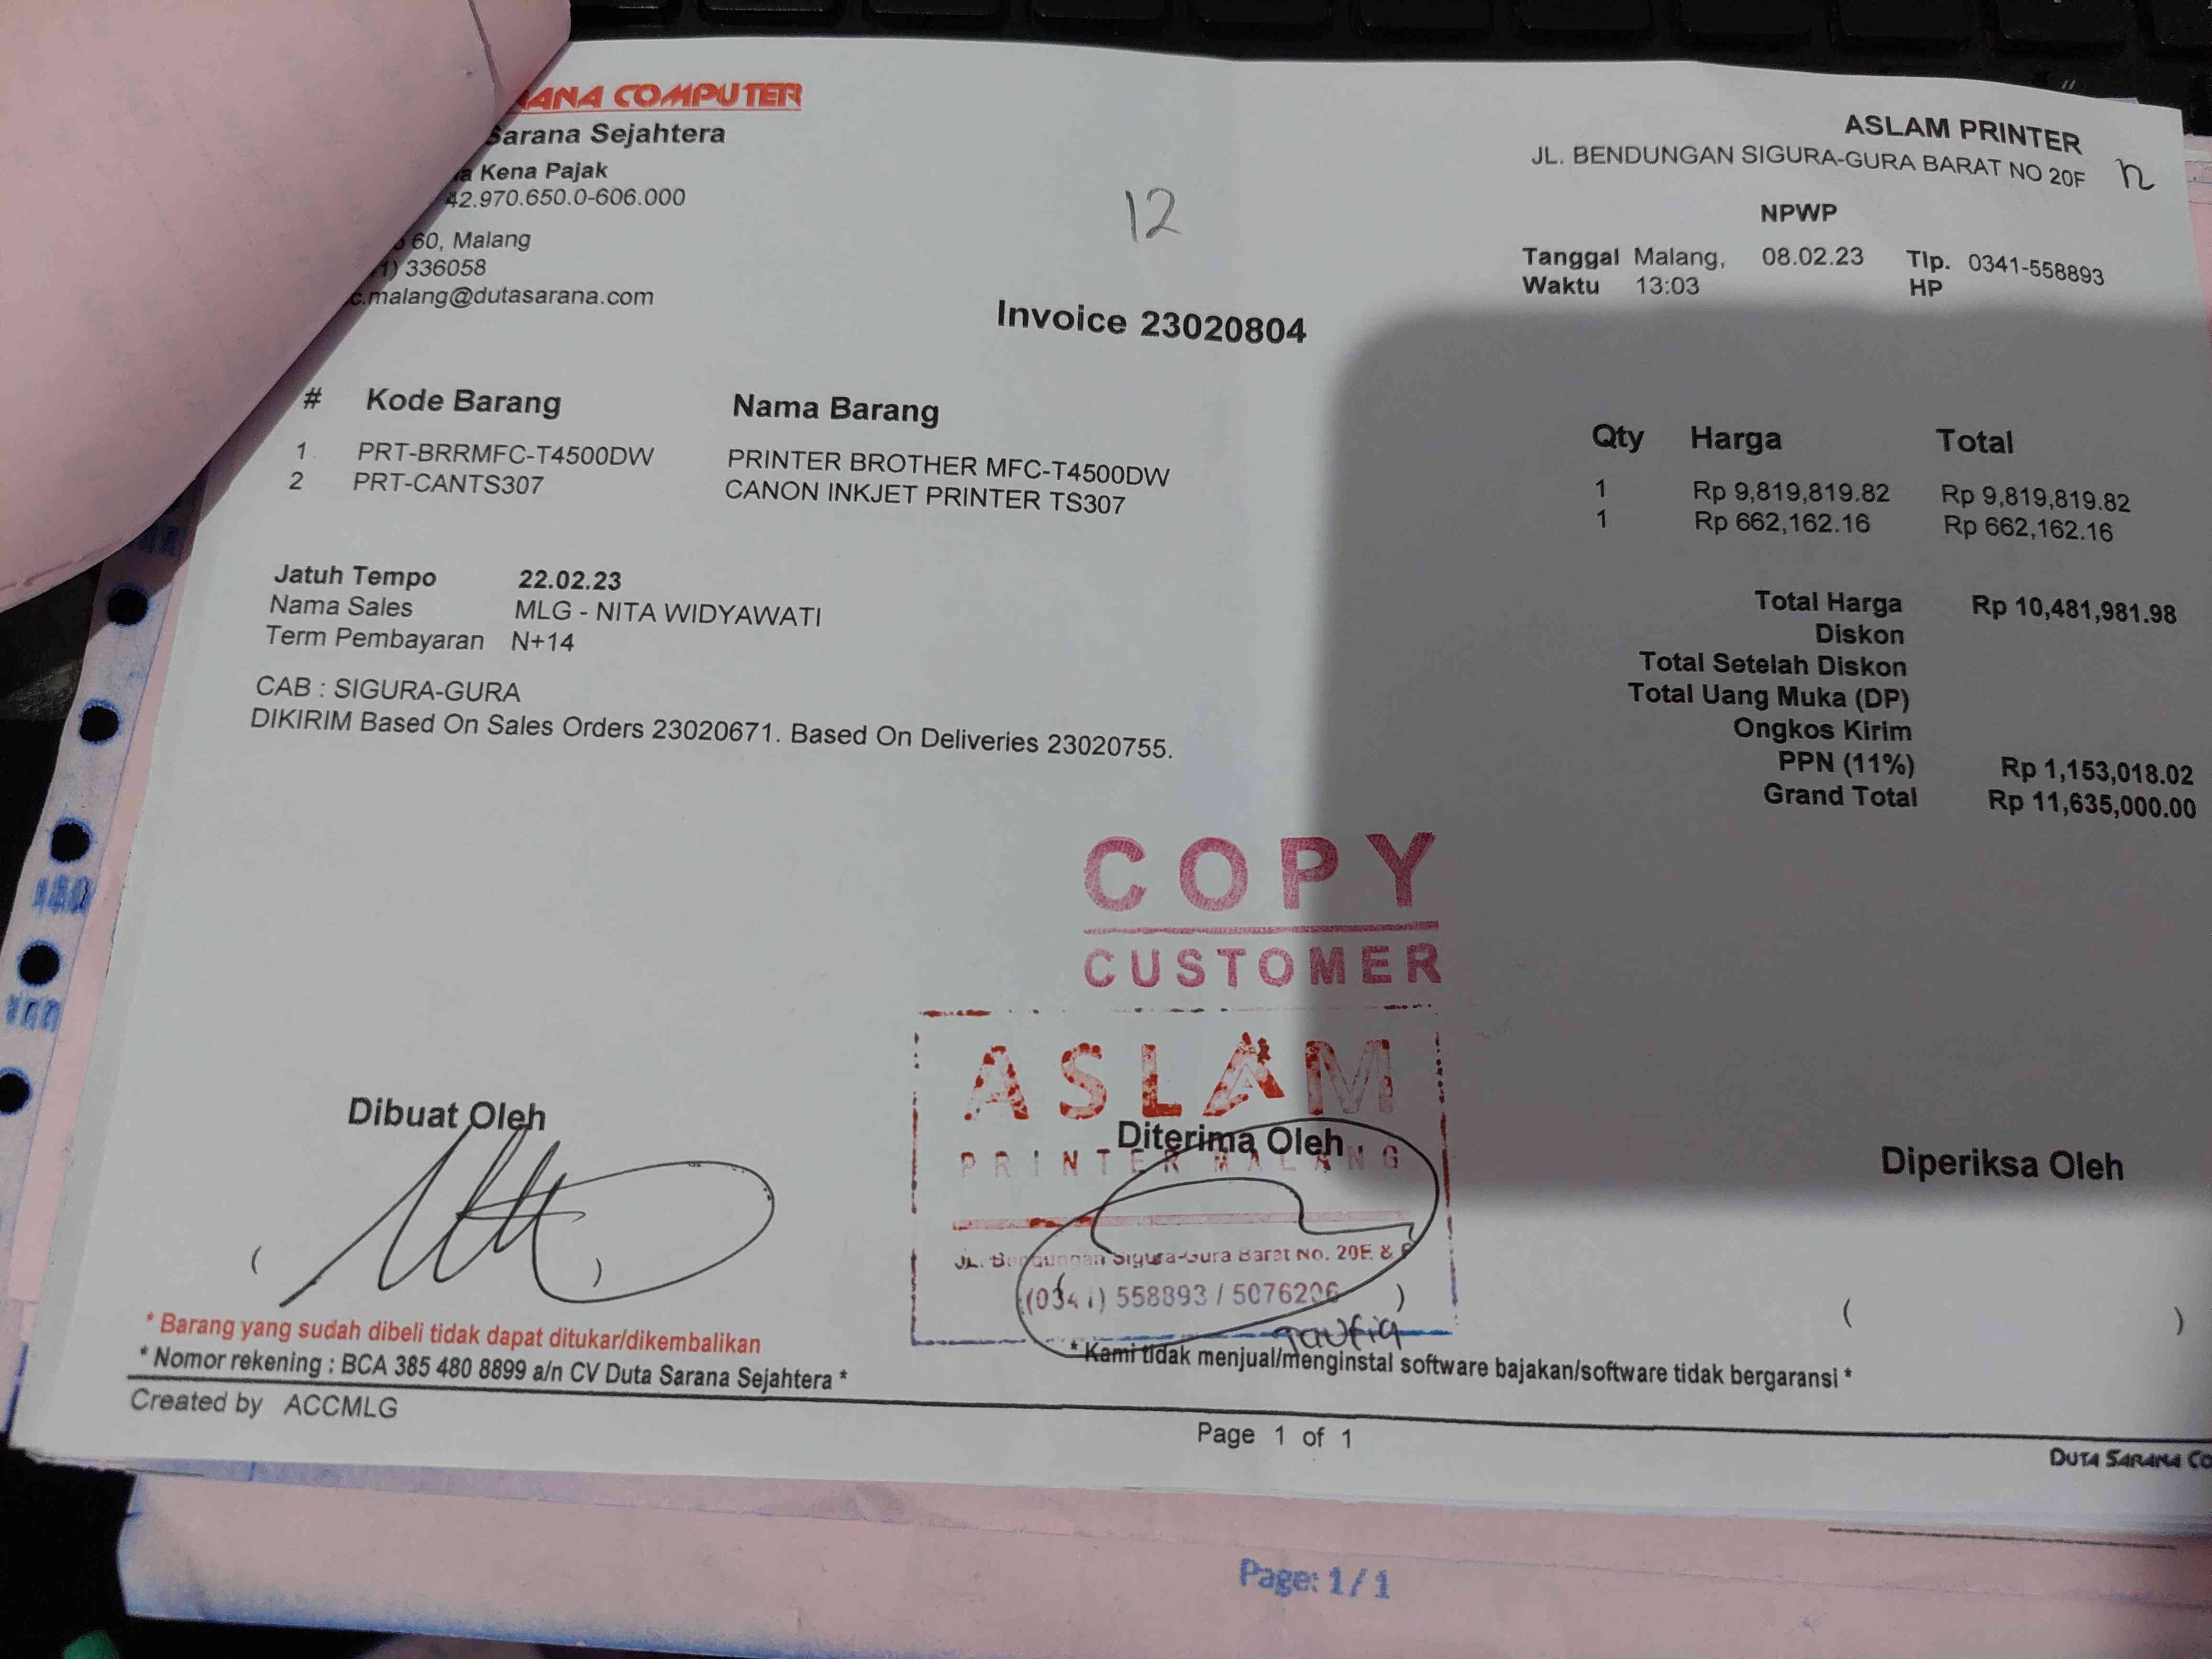 COMPUTER
Sarana Sejahtera
Kena Pajak
42.970.650.0-606.000
60, Malang
336058
c.malang@dutasarana.com
12
ASLAM PRINTER
JL. BENDUNGAN SIGURA-GURA BARAT NO 20F
NPWP
Tanggal Malang, 08.02.23 Tlp. 0341-558893
Waktu 13:03 HP
Invoice 23020804
# Kode Barang Nama Barang Qty Harga Total
1 PRT-BRRMFC-T4500DW PRINTER BROTHER MFC-T4500DW 1 Rp 9,819,819.82 Rp 9,819,819.82
2 PRT-CANTS307 CANON INKJET PRINTER TS307 1 Rp 662,162.16 Rp 662,162.16
Jatuh Tempo 22.02.23
Nama Sales MLG - NITA WIDYAWATI
Term Pembayaran N+14
CAB : SIGURA-GURA
DIKIRIM Based On Sales Orders 23020671. Based On Deliveries 23020755.
Total Harga Rp 10,481,981.98
Diskon
Total Setelah Diskon
Total Uang Muka (DP)
Ongkos Kirim
PPN (11%) Rp 1,153,018.02
Grand Total Rp 11,635,000.00
COPY
CUSTOMER
ASLAM
PRINTER MALANG
JL. Bendungan Sigura-Gura Barat No. 20E &
(0341) 558893 / 5076206
Dibuat Oleh
Diterima Oleh
Diperiksa Oleh
( )
( )
( )
* Barang yang sudah dibeli tidak dapat ditukar/dikembalikan
* Nomor rekening : BCA 385 480 8899 a/n CV Duta Sarana Sejahtera *
* Kami tidak menjual/menginstal software bajakan/software tidak bergaransi *
Created by ACCMLG
Page 1 of 1
DUTA SARANA
Page: 1 / 1